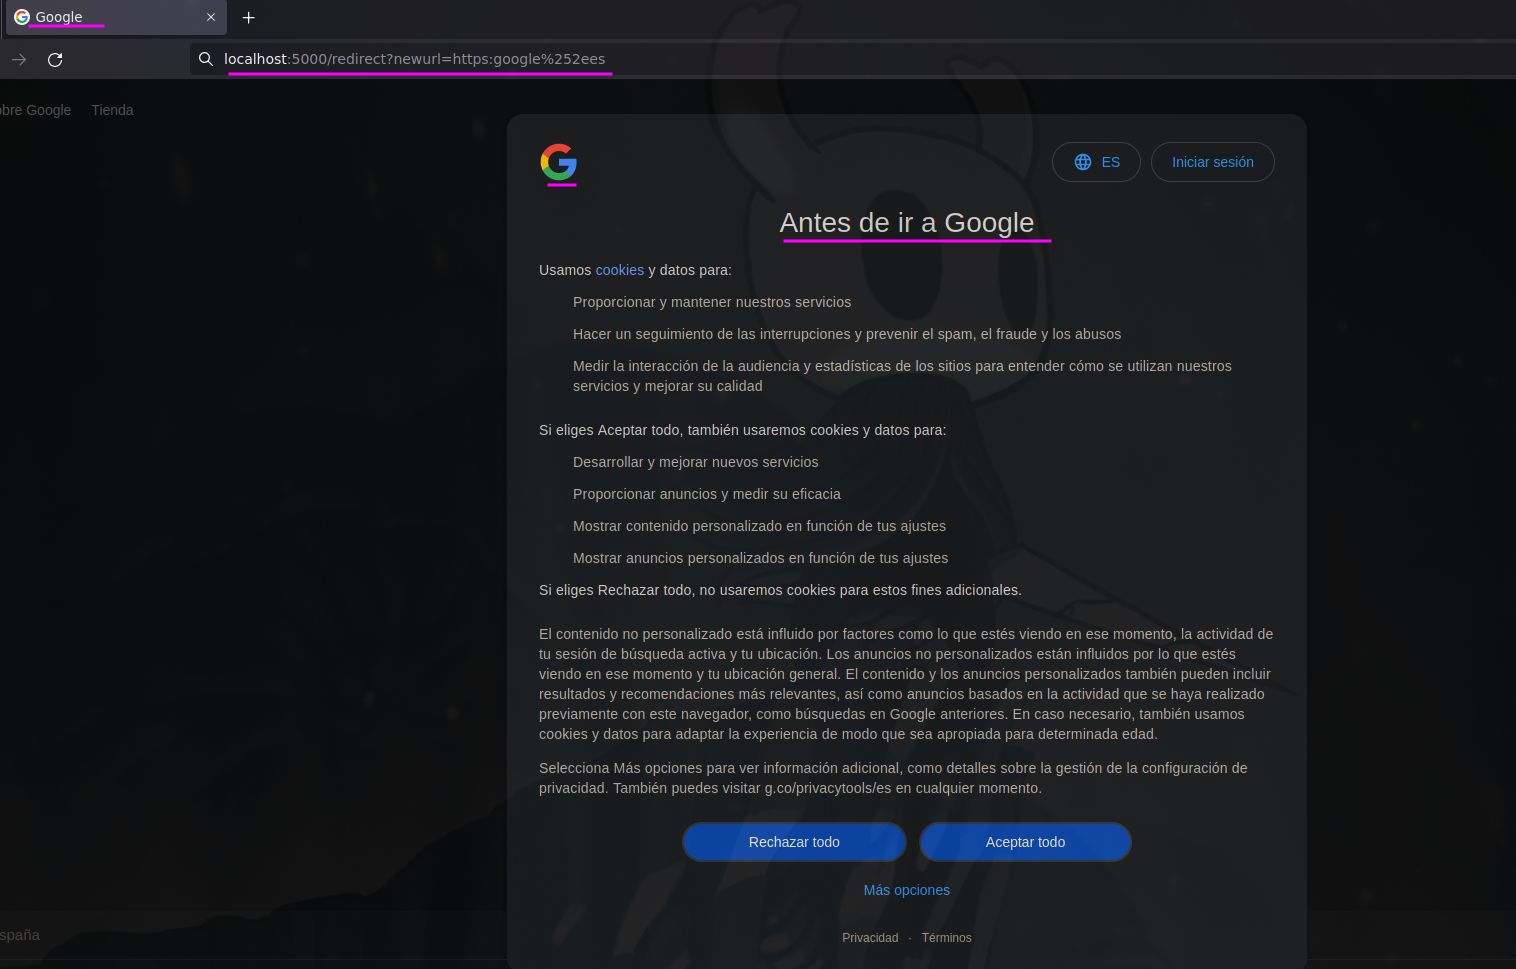 Google
localhost:5000/redirect?newurl=https:google%252ees
obre Google Tienda
ES Iniciar sesión
Antes de ir a Google
Usamos cookies y datos para:
Proporcionar y mantener nuestros servicios
Hacer un seguimiento de las interrupciones y prevenir el spam, el fraude y los abusos
Medir la interacción de la audiencia y estadísticas de los sitios para entender cómo se utilizan nuestros
servicios y mejorar su calidad
Si eliges Aceptar todo, también usaremos cookies y datos para:
Desarrollar y mejorar nuevos servicios
Proporcionar anuncios y medir su eficacia
Mostrar contenido personalizado en función de tus ajustes
Mostrar anuncios personalizados en función de tus ajustes
Si eliges Rechazar todo, no usaremos cookies para estos fines adicionales.
El contenido no personalizado está influido por factores como lo que estés viendo en ese momento, la actividad de
tu sesión de búsqueda activa y tu ubicación. Los anuncios no personalizados están influidos por lo que estés
viendo en ese momento y tu ubicación general. El contenido y los anuncios personalizados también pueden incluir
resultados y recomendaciones más relevantes, así como anuncios basados en la actividad que se haya realizado
previamente con este navegador, como búsquedas en Google anteriores. En caso necesario, también usamos
cookies y datos para adaptar la experiencia de modo que sea apropiada para determinada edad.
Selecciona Más opciones para ver información adicional, como detalles sobre la gestión de la configuración de
privacidad. También puedes visitar g.co/privacytools/es en cualquier momento.
Rechazar todo Aceptar todo
Más opciones
spaña
Privacidad · Términos